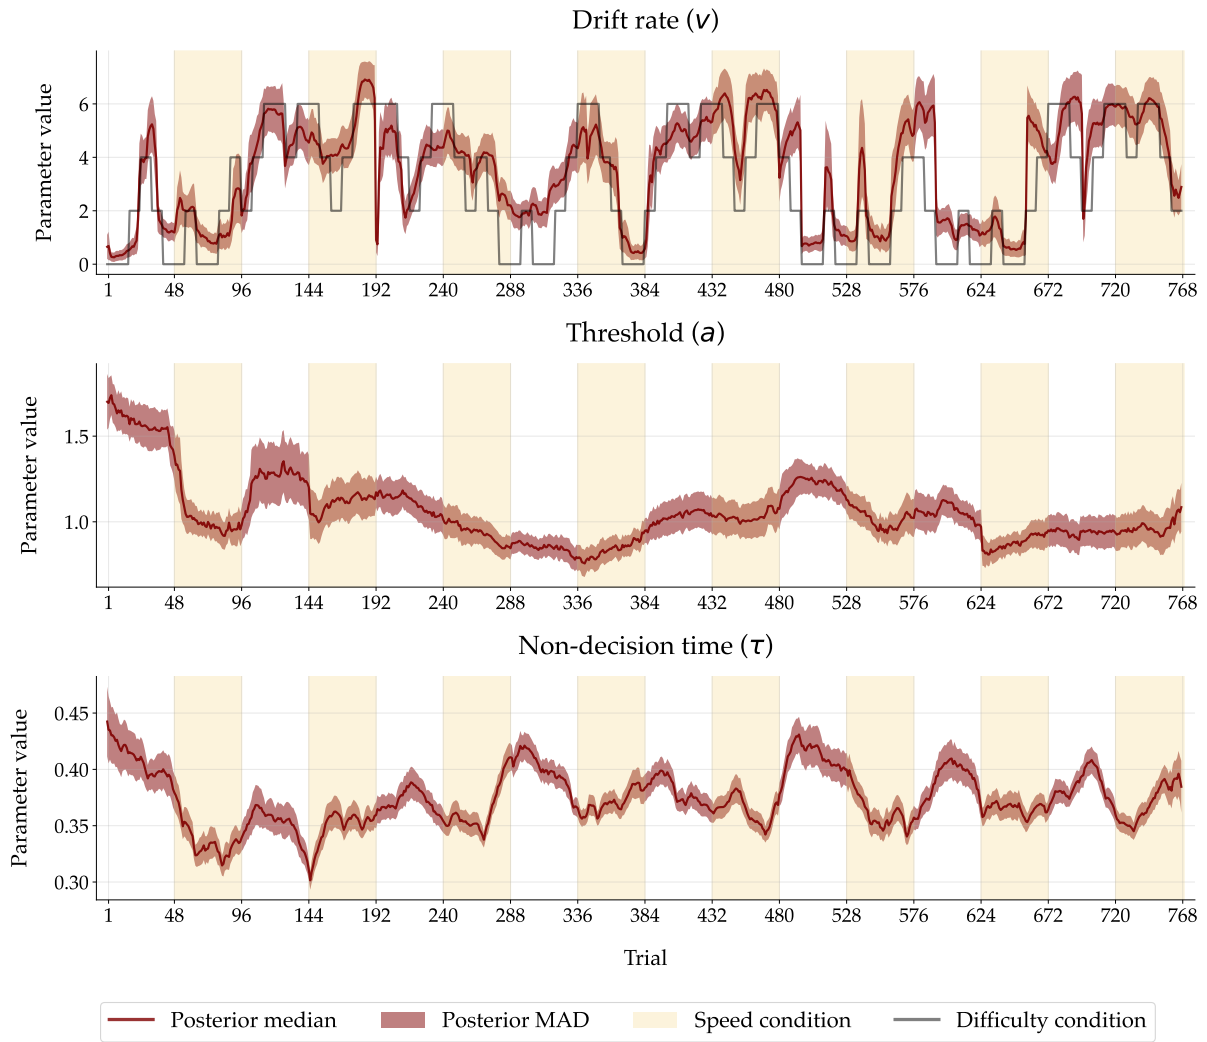 Drift rate (v)
Parameter value
6
4
2
0
1 48 96 144 192 240 288 336 384 432 480 528 576 624 672 720 768
Threshold (a)
Parameter value
1.5
1.0
1 48 96 144 192 240 288 336 384 432 480 528 576 624 672 720 768
Non-decision time (τ)
Parameter value
0.45
0.40
0.35
0.30
1 48 96 144 192 240 288 336 384 432 480 528 576 624 672 720 768
Trial
Posterior median Posterior MAD Speed condition Difficulty condition